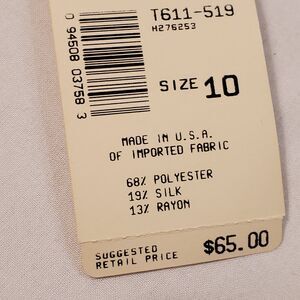 T611-519
H276253
0 94508 03758 3
SIZE 10
MADE IN U.S.A.
OF IMPORTED FABRIC
68% POLYESTER
19% SILK
13% RAYON
SUGGESTED
RETAIL PRICE $65.00